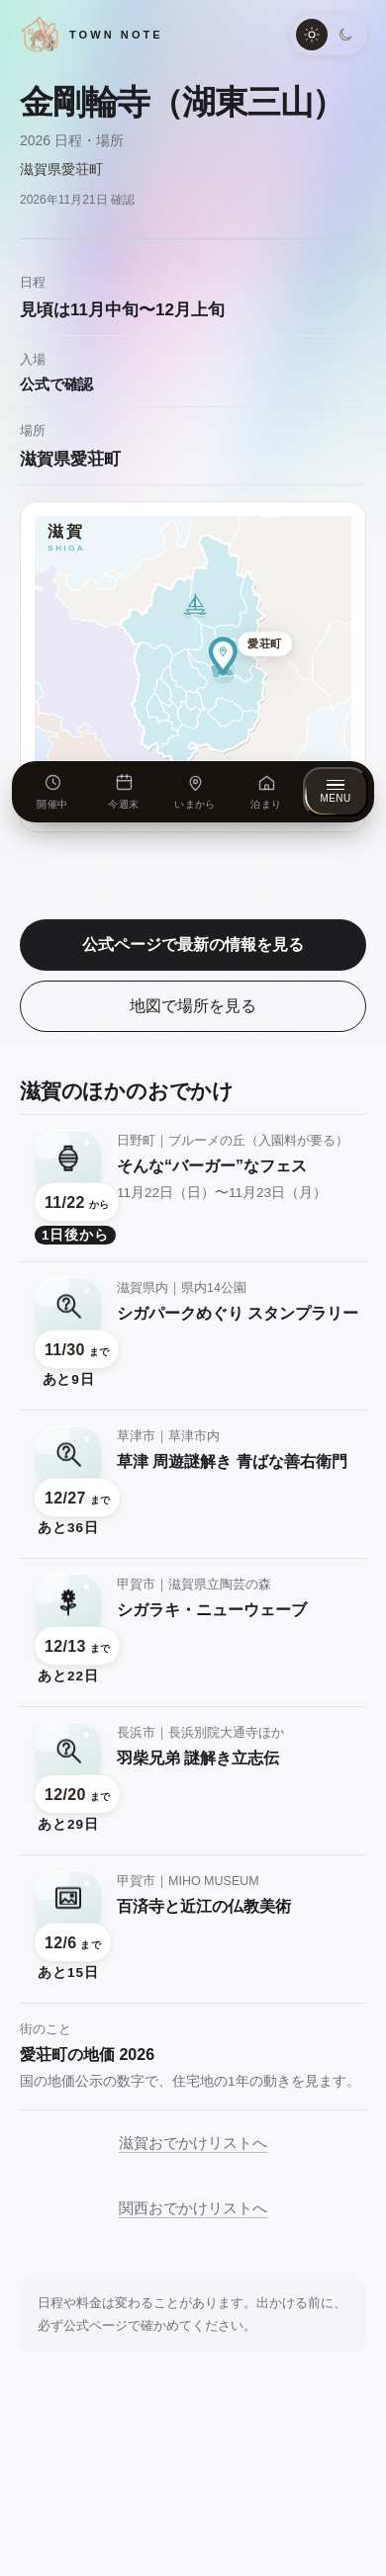 TOWN NOTE
金剛輪寺（湖東三山）
2026 日程・場所
滋賀県愛荘町
2026年11月21日 確認
日程
見頃は11月中旬〜12月上旬
入場
公式で確認
場所
滋賀県愛荘町
滋賀
SHIGA
愛荘町
開催中
今週末
いまから
泊まり
MENU
公式ページで最新の情報を見る
地図で場所を見る
滋賀のほかのおでかけ
日野町｜ブルーメの丘（入園料が要る）
そんな“バーガー”なフェス
11月22日（日）〜11月23日（月）
11/22 から
1日後から
滋賀県内｜県内14公園
シガパークめぐり スタンプラリー
11/30 まで
あと9日
草津市｜草津市内
草津 周遊謎解き 青ばな善右衛門
12/27 まで
あと36日
甲賀市｜滋賀県立陶芸の森
シガラキ・ニューウェーブ
12/13 まで
あと22日
長浜市｜長浜別院大通寺ほか
羽柴兄弟 謎解き立志伝
12/20 まで
あと29日
甲賀市｜MIHO MUSEUM
百済寺と近江の仏教美術
12/6 まで
あと15日
街のこと
愛荘町の地価 2026
国の地価公示の数字で、住宅地の1年の動きを見ます。
滋賀おでかけリストへ
関西おでかけリストへ
日程や料金は変わることがあります。出かける前に、
必ず公式ページで確かめてください。